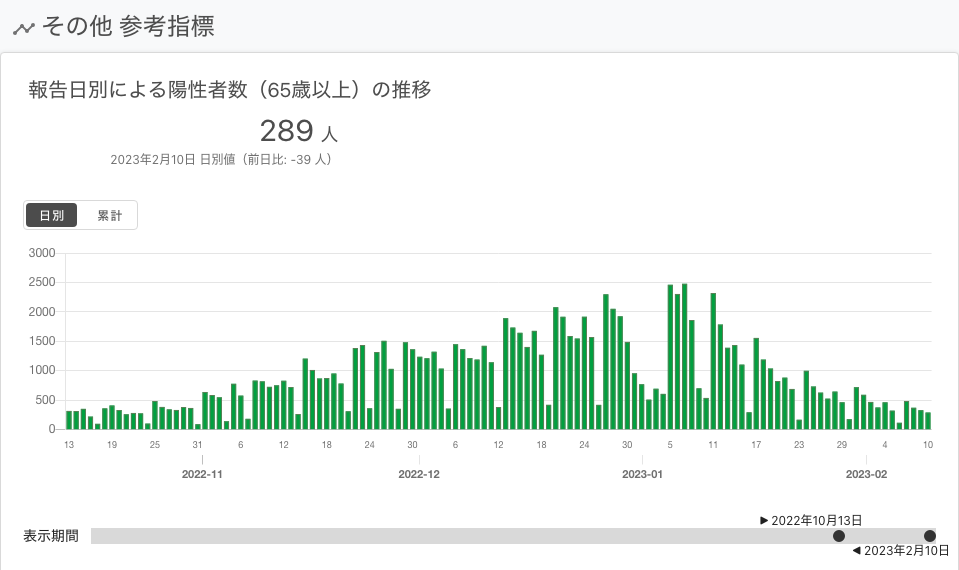 その他 参考指標
報告日別による陽性者数（65歳以上）の推移
289 人
2023年2月10日 日別値（前日比: -39 人）
日別 累計
3000
2500
2000
1500
1000
500
0
13 19 25 31 6 12 18 24 30 6 12 18 24 30 5 11 17 23 29 4 10
2022-11 2022-12 2023-01 2023-02
▶ 2022年10月13日
表示期間
◀ 2023年2月10日